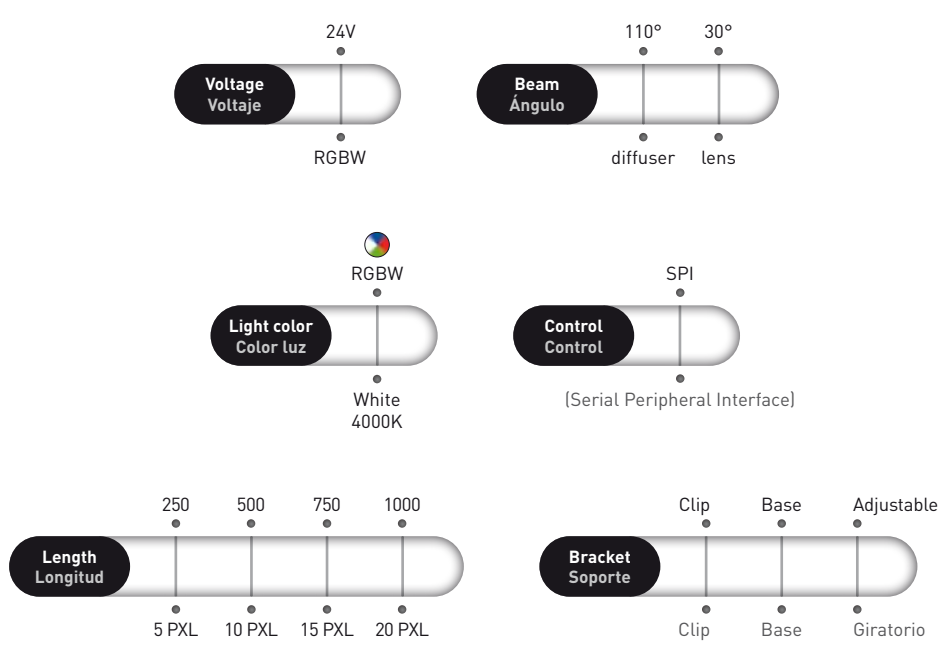 24V
Voltage
Voltaje
RGBW
110° 30°
Beam
Ángulo
diffuser lens
RGBW
Light color
Color luz
White
4000K
SPI
Control
Control
(Serial Peripheral Interface)
250 500 750 1000
Length
Longitud
5 PXL 10 PXL 15 PXL 20 PXL
Clip Base Adjustable
Bracket
Soporte
Clip Base Giratorio